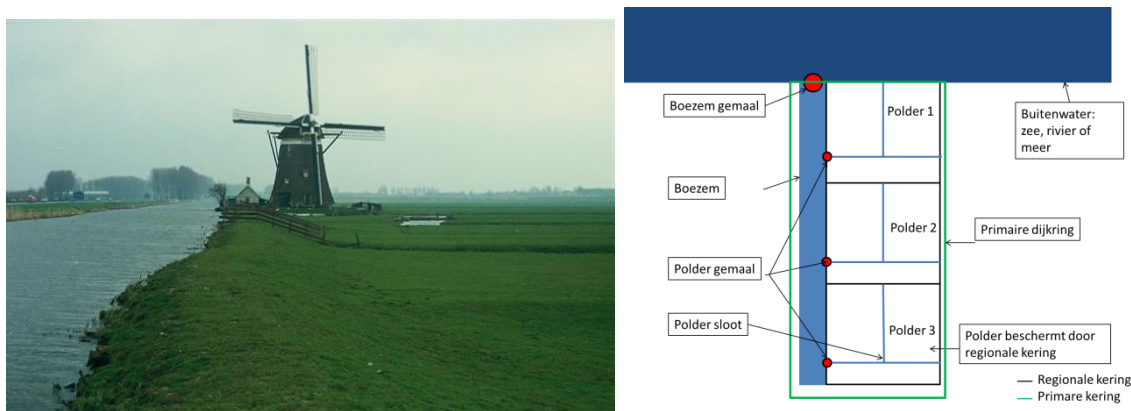 Boezem gemaal
Polder 1
Buitenwater:
zee, rivier of
meer
Boezem
Polder 2
Primaire dijkring
Polder gemaal
Polder sloot
Polder 3
Polder beschermt door
regionale kering
Regionale kering
Primare kering